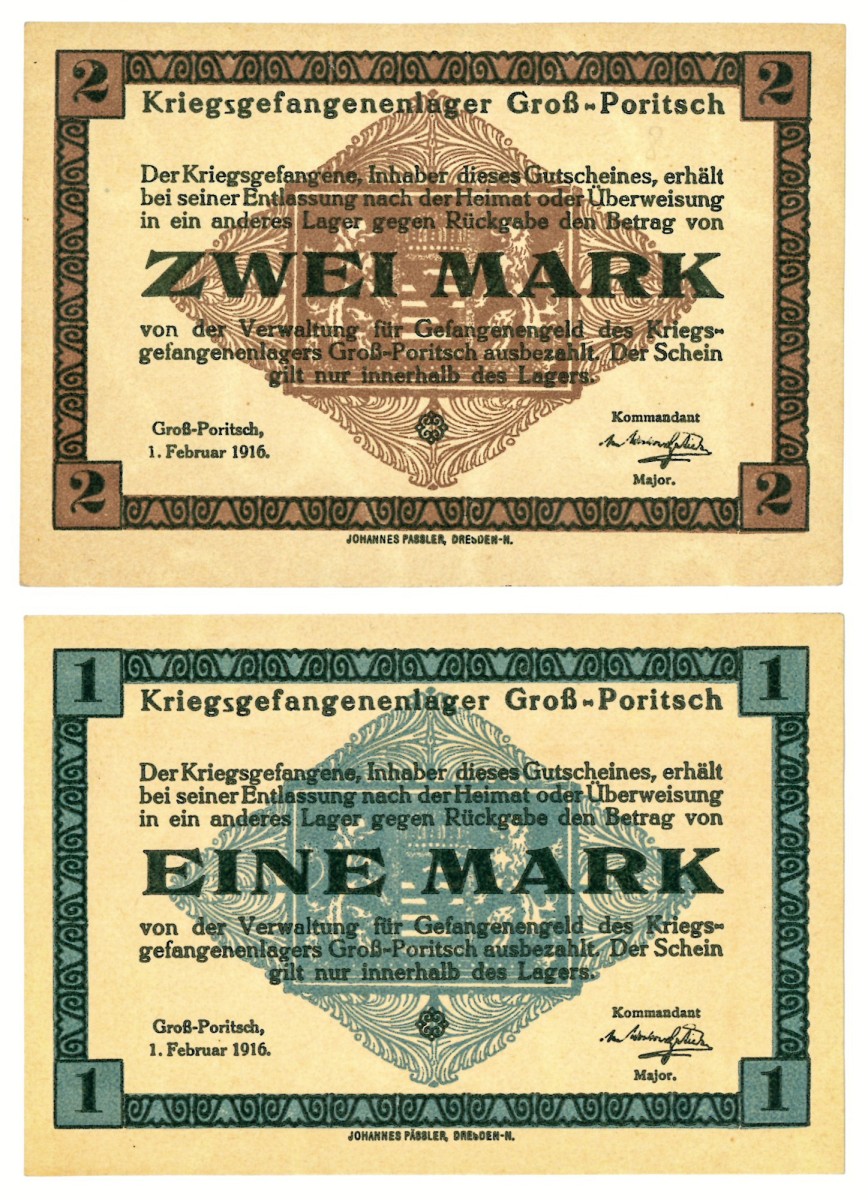 2 2
Kriegsgefangenenlager Groß-Poritsch
Der Kriegsgefangene, Inhaber dieses Gutscheines, erhält
bei seiner Entlassung nach der Heimat oder Überweisung
in ein anderes Lager gegen Rückgabe den Betrag von
ZWEI MARK
von der Verwaltung für Gefangenengeld des Kriegs-
gefangenenlagers Groß-Poritsch ausbezahlt. Der Schein
gilt nur innerhalb des Lagers.
Groß-Poritsch,
1. Februar 1916.
Kommandant
Major.
2 2
JOHANNES PÄSSLER, DRESDEN-N.
1 1
Kriegsgefangenenlager Groß-Poritsch
Der Kriegsgefangene, Inhaber dieses Gutscheines, erhält
bei seiner Entlassung nach der Heimat oder Überweisung
in ein anderes Lager gegen Rückgabe den Betrag von
EINE MARK
von der Verwaltung für Gefangenengeld des Kriegs-
gefangenenlagers Groß-Poritsch ausbezahlt. Der Schein
gilt nur innerhalb des Lagers.
Groß-Poritsch,
1. Februar 1916.
Kommandant
Major.
1 1
JOHANNES PÄSSLER, DRESDEN-N.